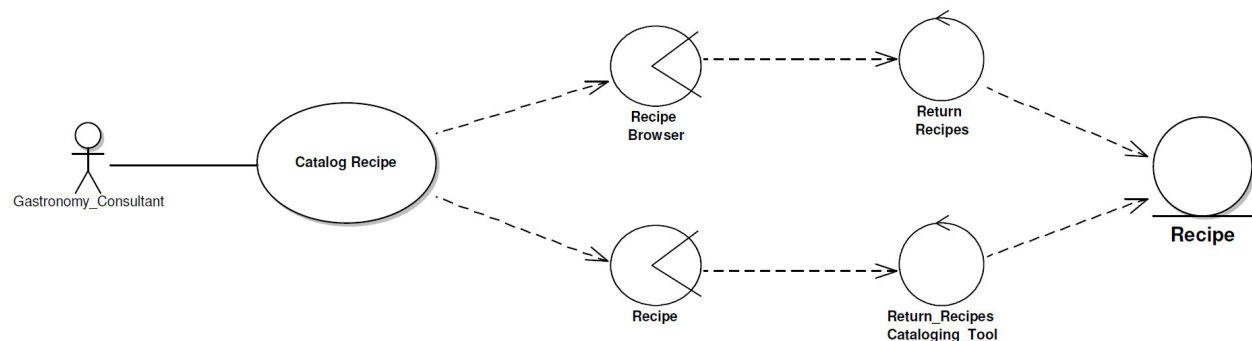 Gastronomy_Consultant
Catalog Recipe
Recipe
Browser
Return
Recipes
Recipe
Return_Recipes
Cataloging_Tool
Recipe